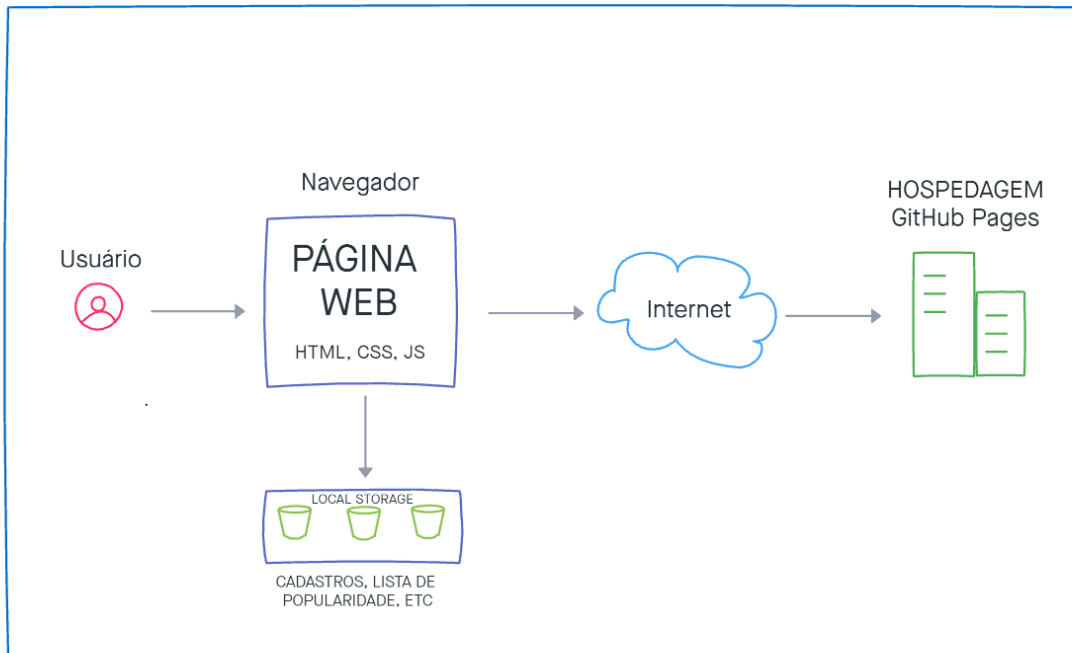 Navegador
HOSPEDAGEM
GitHub Pages
Usuário
PÁGINA
WEB
HTML, CSS, JS
Internet
LOCAL STORAGE
CADASTROS, LISTA DE
POPULARIDADE, ETC